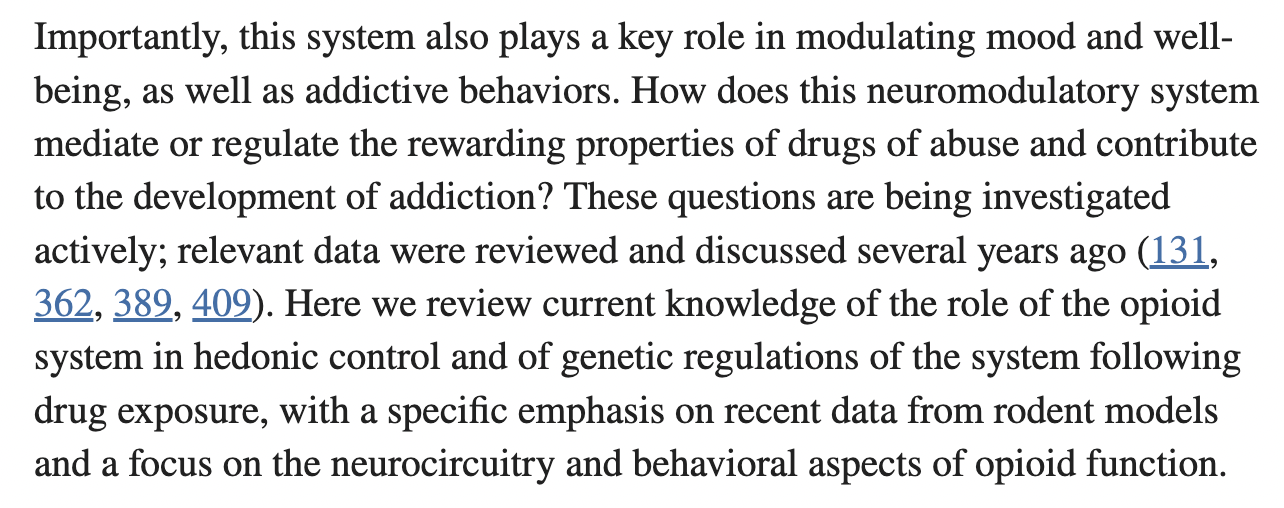 Importantly, this system also plays a key role in modulating mood and well-
being, as well as addictive behaviors. How does this neuromodulatory system
mediate or regulate the rewarding properties of drugs of abuse and contribute
to the development of addiction? These questions are being investigated
actively; relevant data were reviewed and discussed several years ago (131,
362, 389, 409). Here we review current knowledge of the role of the opioid
system in hedonic control and of genetic regulations of the system following
drug exposure, with a specific emphasis on recent data from rodent models
and a focus on the neurocircuitry and behavioral aspects of opioid function.